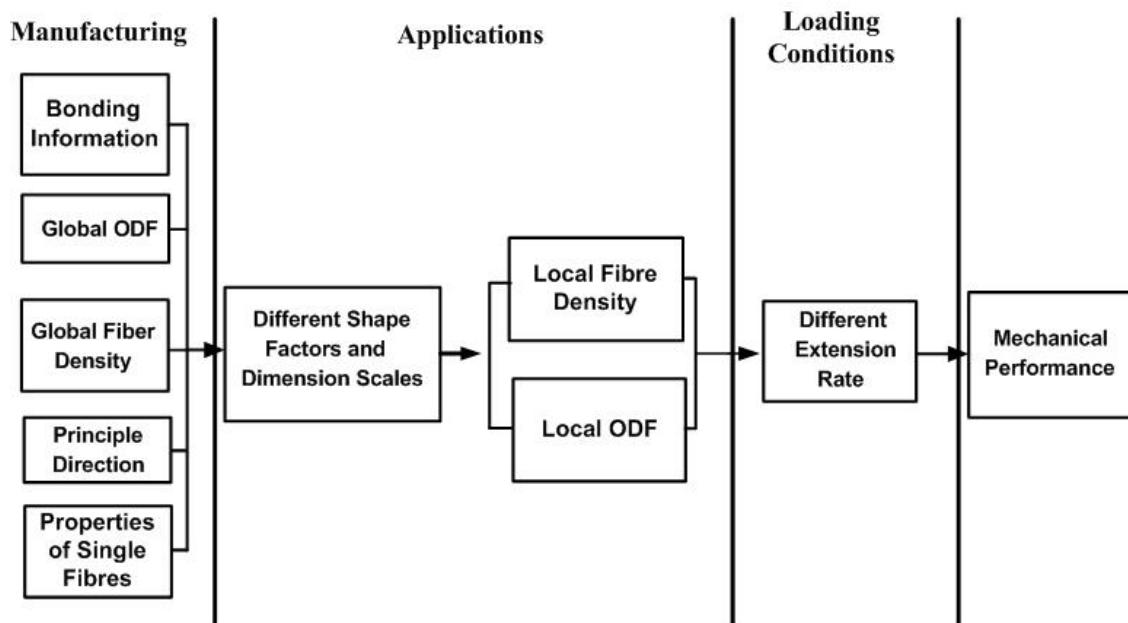 Manufacturing
Applications
Loading
Conditions
Bonding
Information
Global ODF
Global Fiber
Density
Principle
Direction
Properties
of Single
Fibres
Different Shape
Factors and
Dimension Scales
Local Fibre
Density
Local ODF
Different
Extension
Rate
Mechanical
Performance